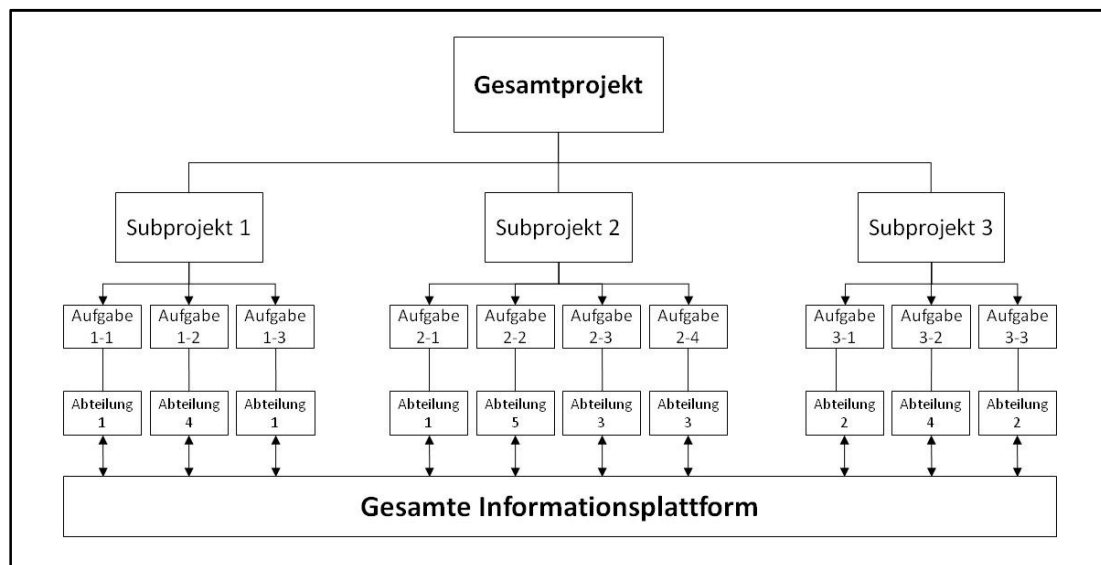 Gesamtprojekt
Subprojekt 1
Subprojekt 2
Subprojekt 3
Aufgabe
1-1
Aufgabe
1-2
Aufgabe
1-3
Aufgabe
2-1
Aufgabe
2-2
Aufgabe
2-3
Aufgabe
2-4
Aufgabe
3-1
Aufgabe
3-2
Aufgabe
3-3
Abteilung
1
Abteilung
4
Abteilung
1
Abteilung
1
Abteilung
5
Abteilung
3
Abteilung
3
Abteilung
2
Abteilung
4
Abteilung
2
Gesamte Informationsplattform